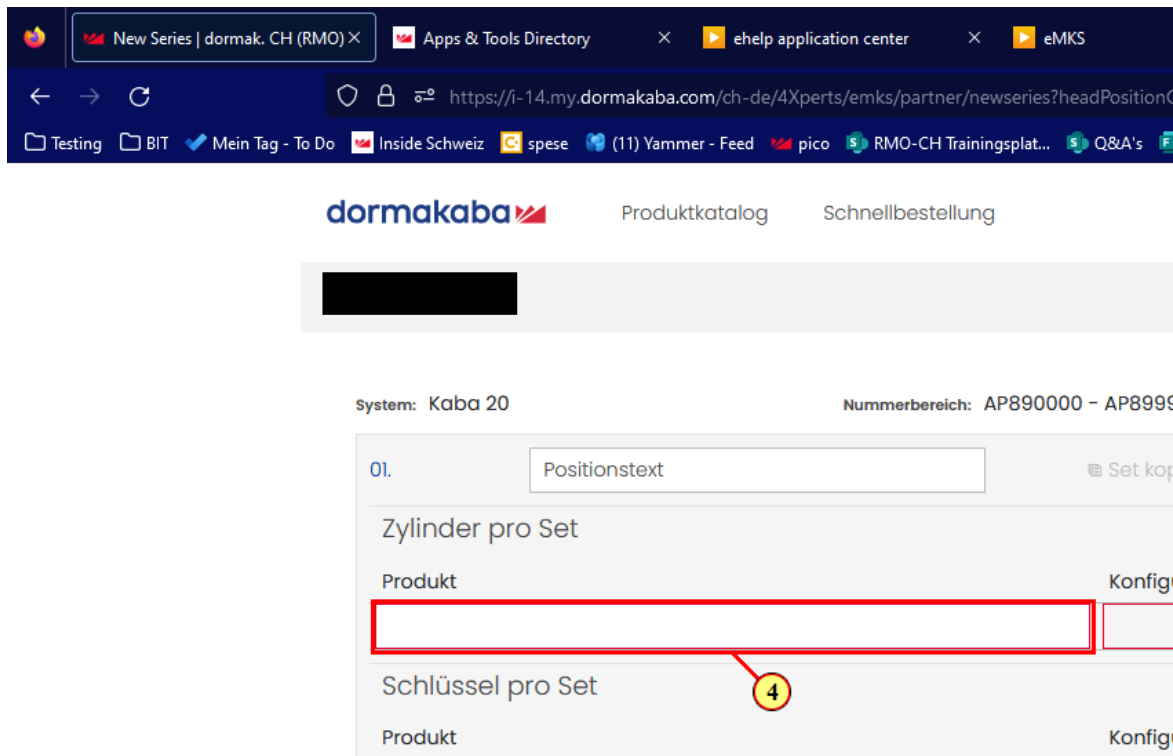 New Series | dormak. CH (RMO) Apps & Tools Directory ehelp application center eMKS
https://i-14.my.dormakaba.com/ch-de/4Xperts/emks/partner/newseries?headPosition
Testing BIT Mein Tag - To Do Inside Schweiz spese (11) Yammer - Feed pico RMO-CH Trainingsplat... Q&A's
dormakaba Produktkatalog Schnellbestellung
System: Kaba 20 Nummerbereich: AP890000 - AP8999
01. Positionstext Set kop
Zylinder pro Set
Produkt Konfigu
4
Schlüssel pro Set
Produkt Konfigu